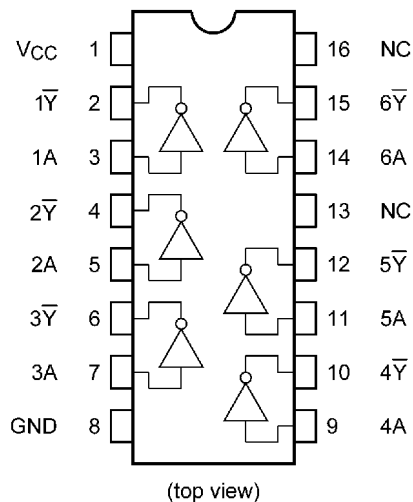 VCC 1 16 NC
1Y̅ 2 15 6Y̅
1A 3 14 6A
2Y̅ 4 13 NC
2A 5 12 5Y̅
3Y̅ 6 11 5A
3A 7 10 4Y̅
GND 8 9 4A
(top view)